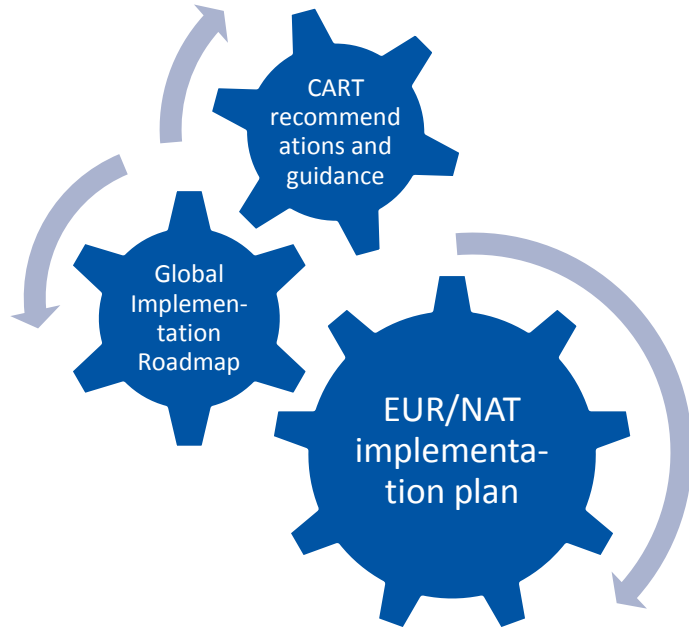 CART
recommend
ations and
guidance
Global
Implemen-
tation
Roadmap
EUR/NAT
implementa-
tion plan